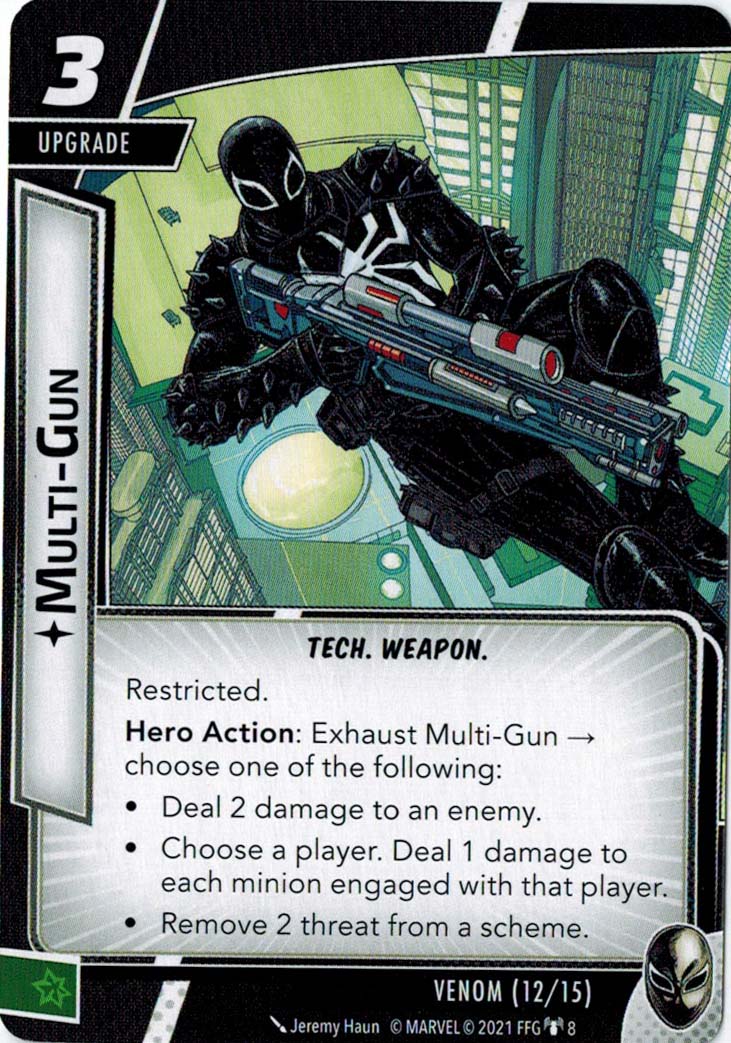 3
UPGRADE
MULTI-GUN
TECH. WEAPON.
Restricted.
Hero Action: Exhaust Multi-Gun →
choose one of the following:
• Deal 2 damage to an enemy.
• Choose a player. Deal 1 damage to
each minion engaged with that player.
• Remove 2 threat from a scheme.
VENOM (12/15)
Jeremy Haun © MARVEL © 2021 FFG 8